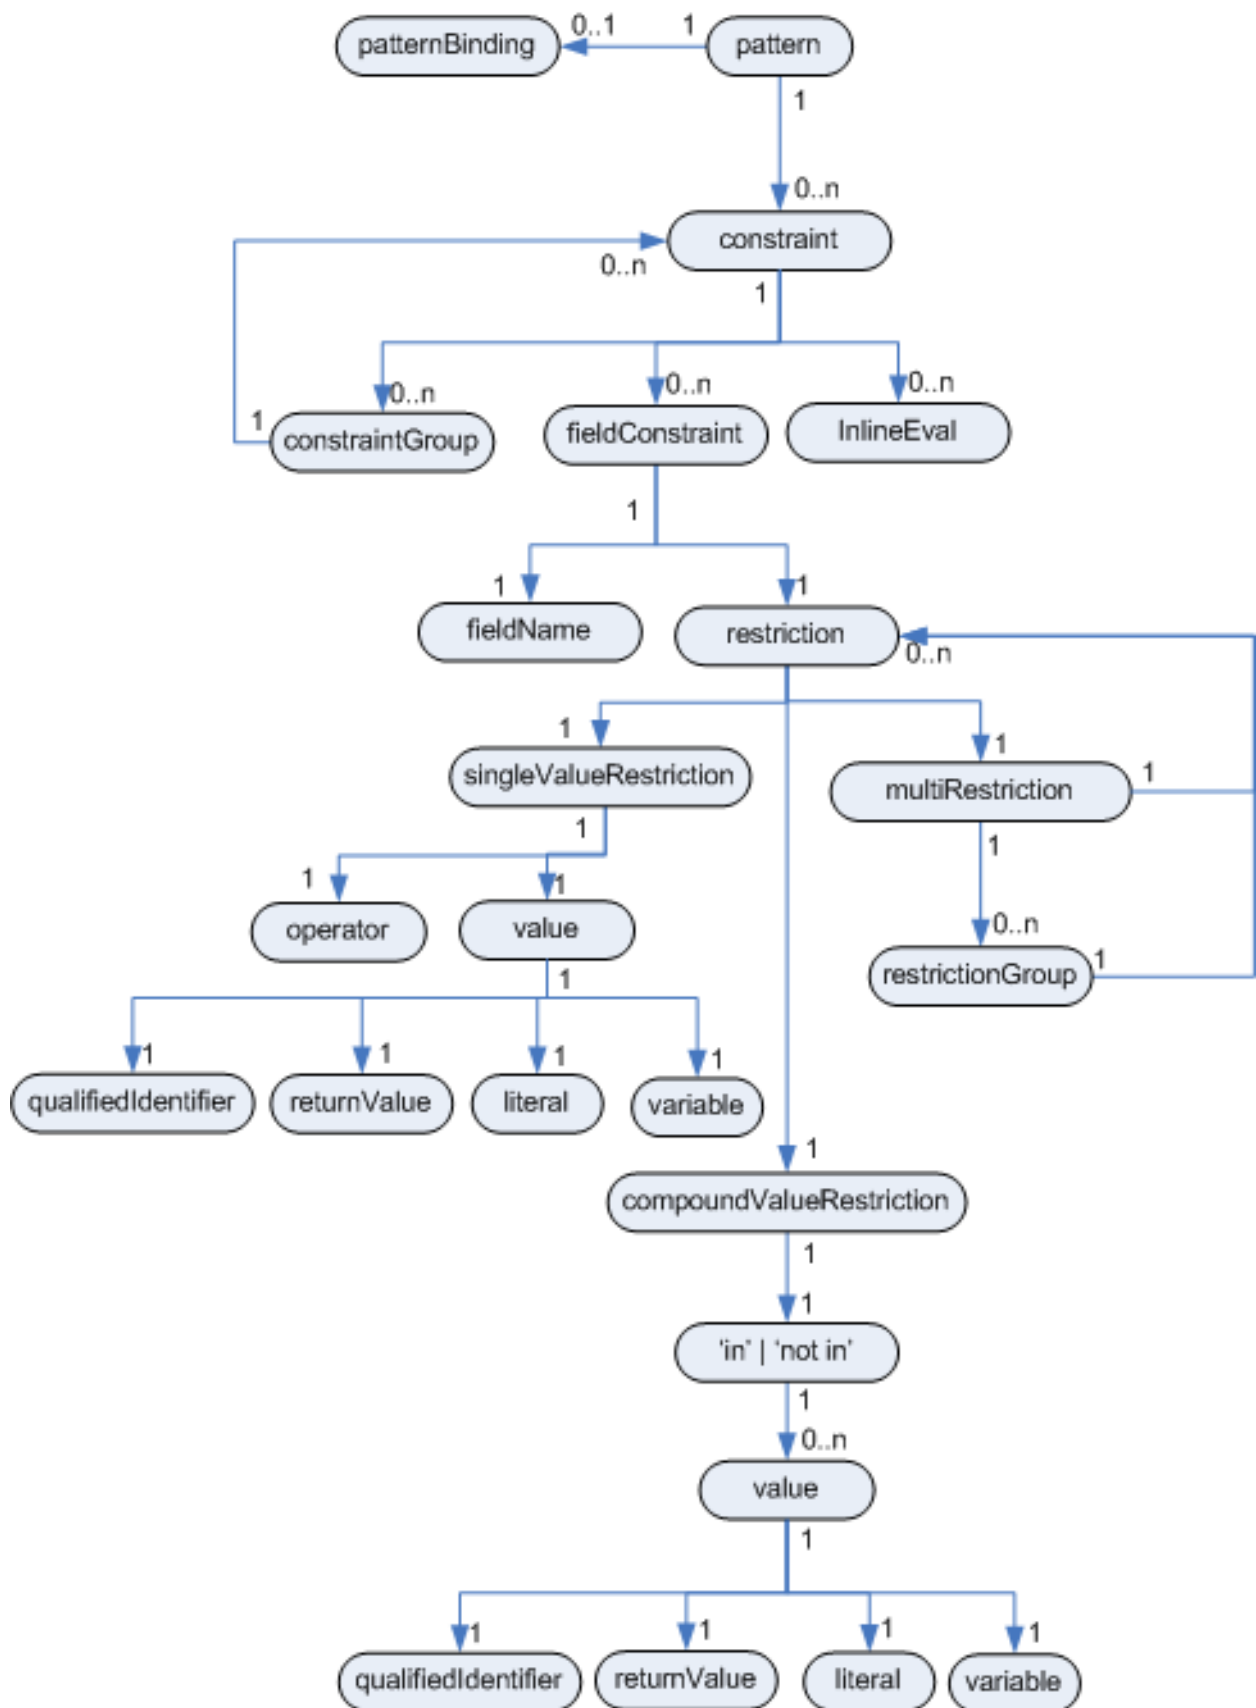 patternBinding 0..1 1 pattern
1
0..n
constraint
0..n 1
0..n 0..n 0..n
1 constraintGroup fieldConstraint InlineEval
1
1 1
fieldName restriction 0..n
1 1
singleValueRestriction multiRestriction 1
1 1
1 1
operator value 0..n
restrictionGroup 1
1
1 1 1 1
qualifiedIdentifier returnValue literal variable
1
compoundValueRestriction
1
1
‘in’ | ‘not in’
1
0..n
value
1
1 1 1 1
qualifiedIdentifier returnValue literal variable